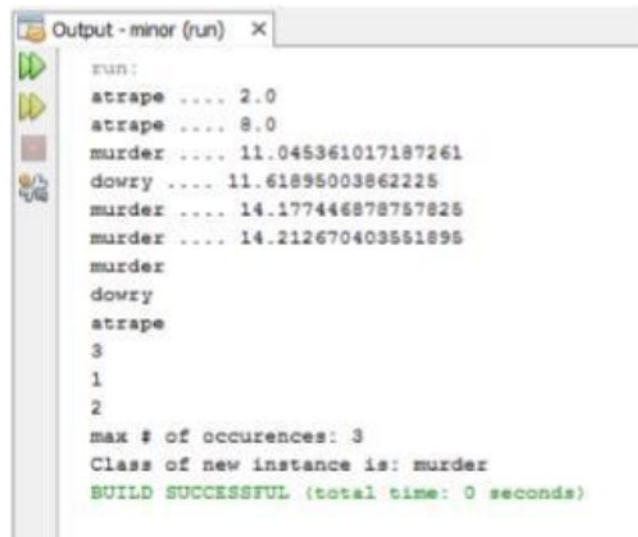 Output - minor (run) ×
run:
atrape .... 2.0
atrape .... 8.0
murder .... 11.045361017187261
dowry .... 11.61895003862225
murder .... 14.177446878757825
murder .... 14.212670403551895
murder
dowry
atrape
3
1
2
max # of occurences: 3
Class of new instance is: murder
BUILD SUCCESSFUL (total time: 0 seconds)